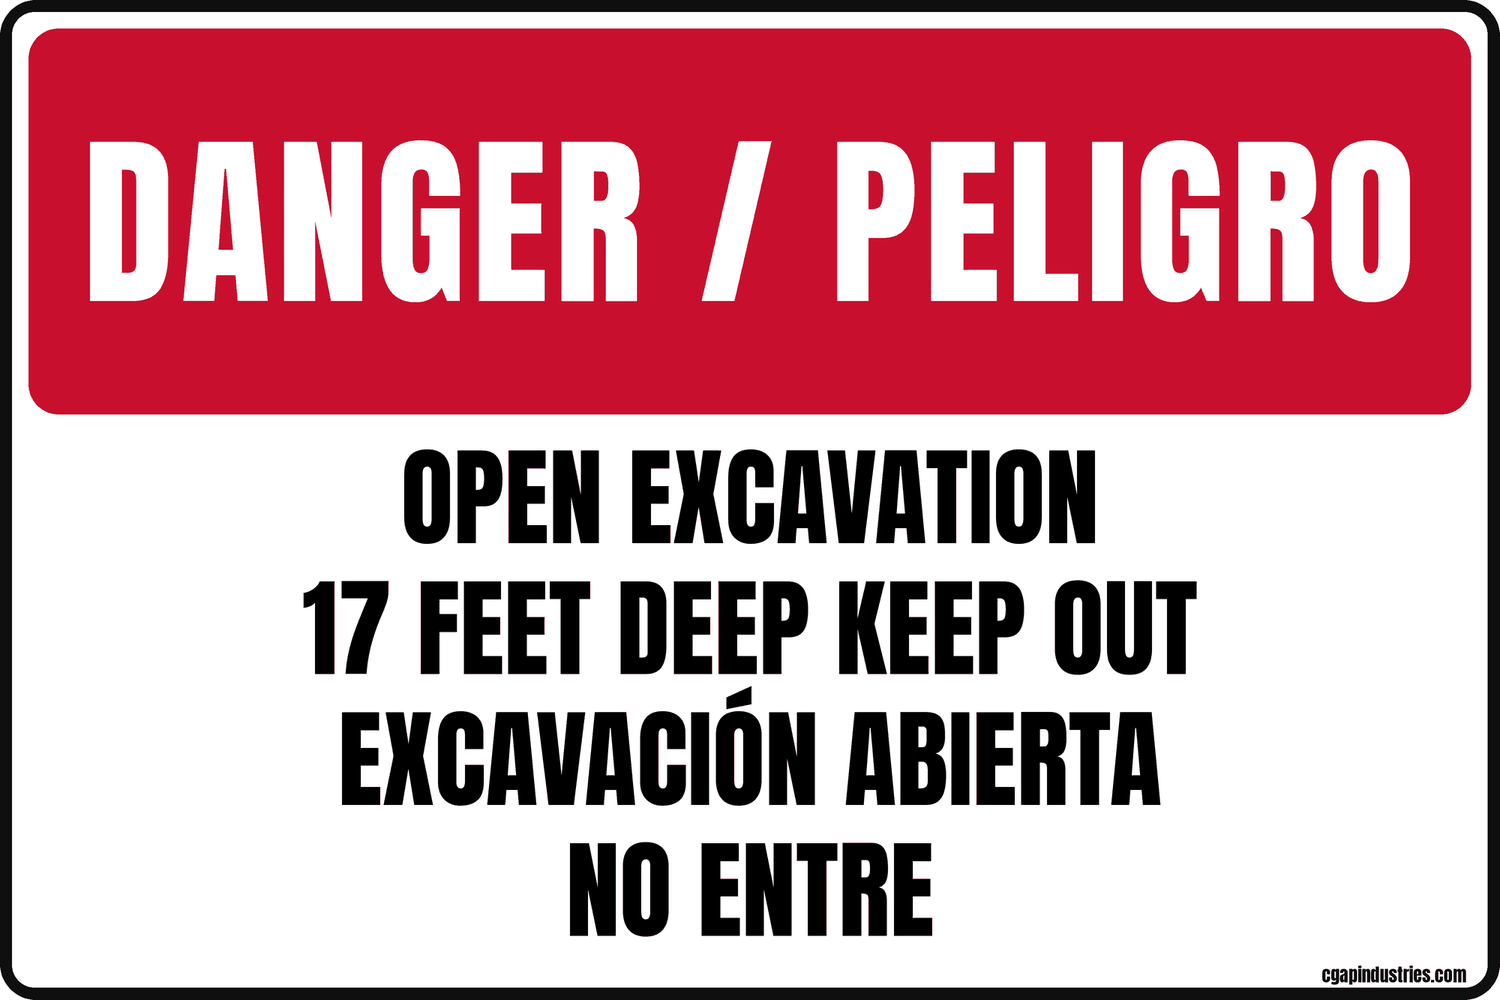 DANGER / PELIGRO
OPEN EXCAVATION
17 FEET DEEP KEEP OUT
EXCAVACIÓN ABIERTA
NO ENTRE
cgapindustries.com